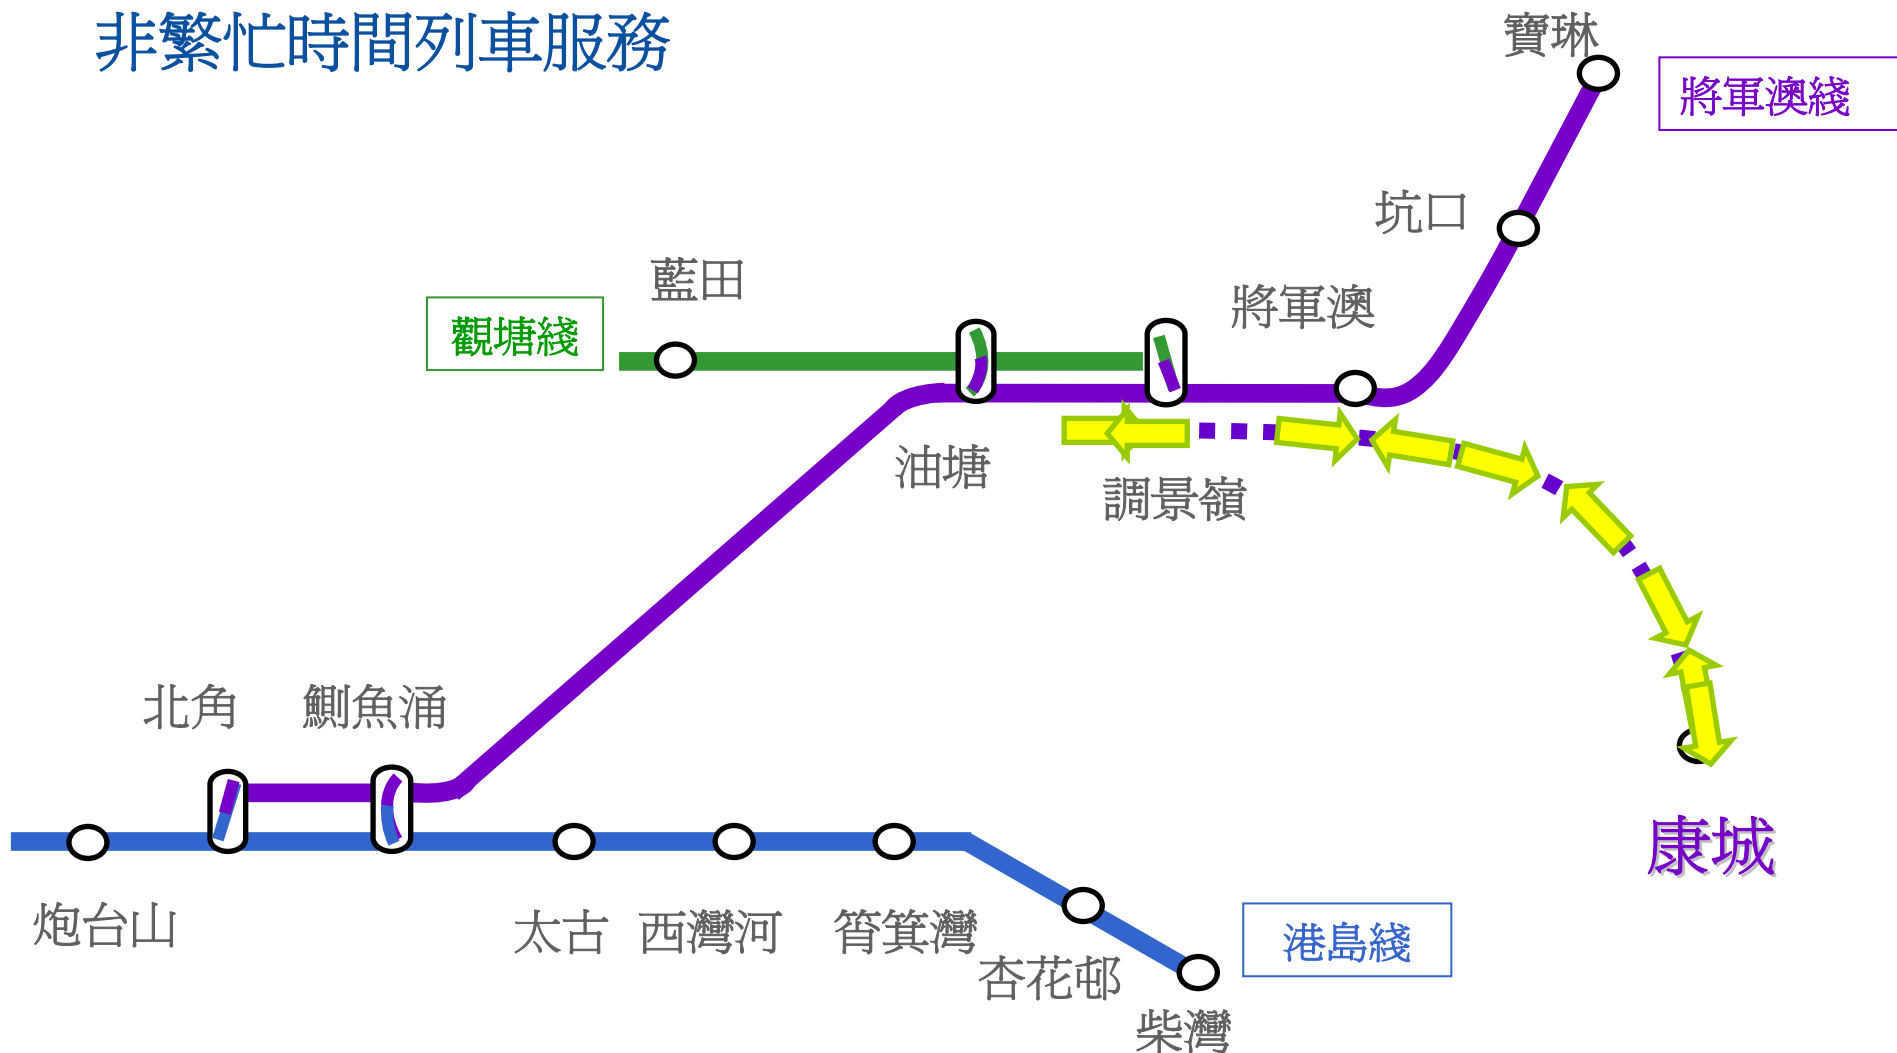 非繁忙時間列車服務
寶琳
將軍澳綫
坑口
藍田
將軍澳
觀塘綫
油塘
調景嶺
北角
鰂魚涌
康城
炮台山
太古
西灣河
筲箕灣
港島綫
杏花邨
柴灣